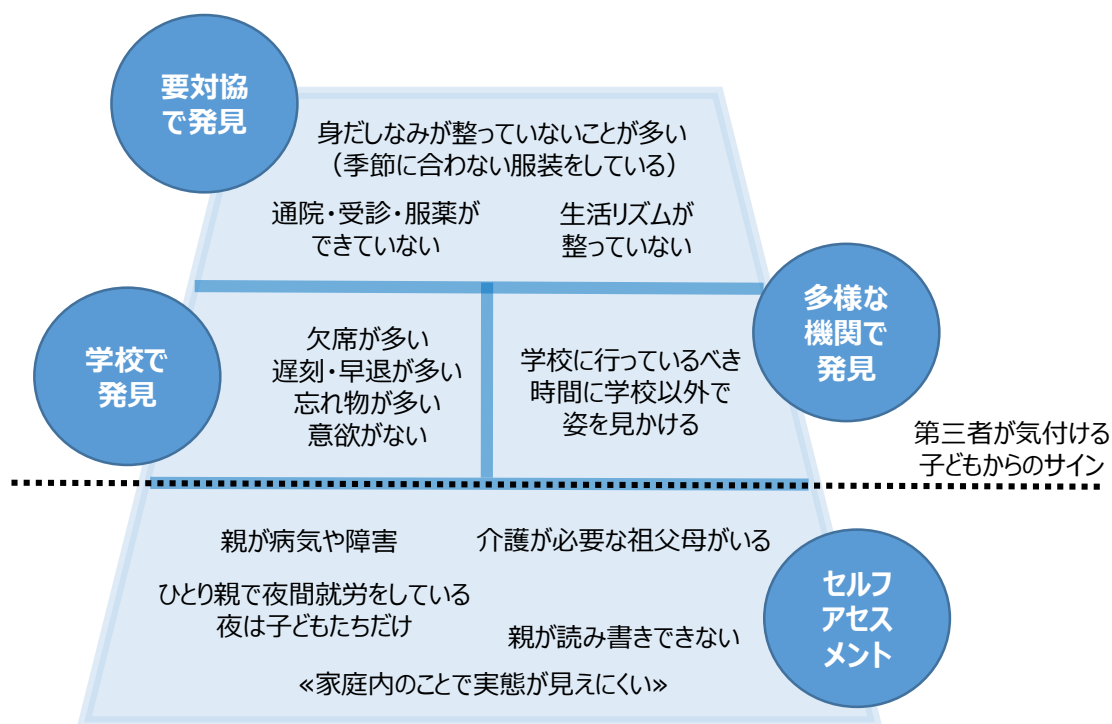 要対協
で発見
身だしなみが整っていないことが多い
（季節に合わない服装をしている）
通院・受診・服薬が
できていない
生活リズムが
整っていない
学校で
発見
欠席が多い
遅刻・早退が多い
忘れ物が多い
意欲がない
学校に行っているべき
時間に学校以外で
姿を見かける
多様な
機関で
発見
第三者が気付ける
子どもからのサイン
親が病気や障害
介護が必要な祖父母がいる
ひとり親で夜間就労をしている
夜は子どもたちだけ
親が読み書きできない
«家庭内のことで実態が見えにくい»
セルフ
アセス
メント